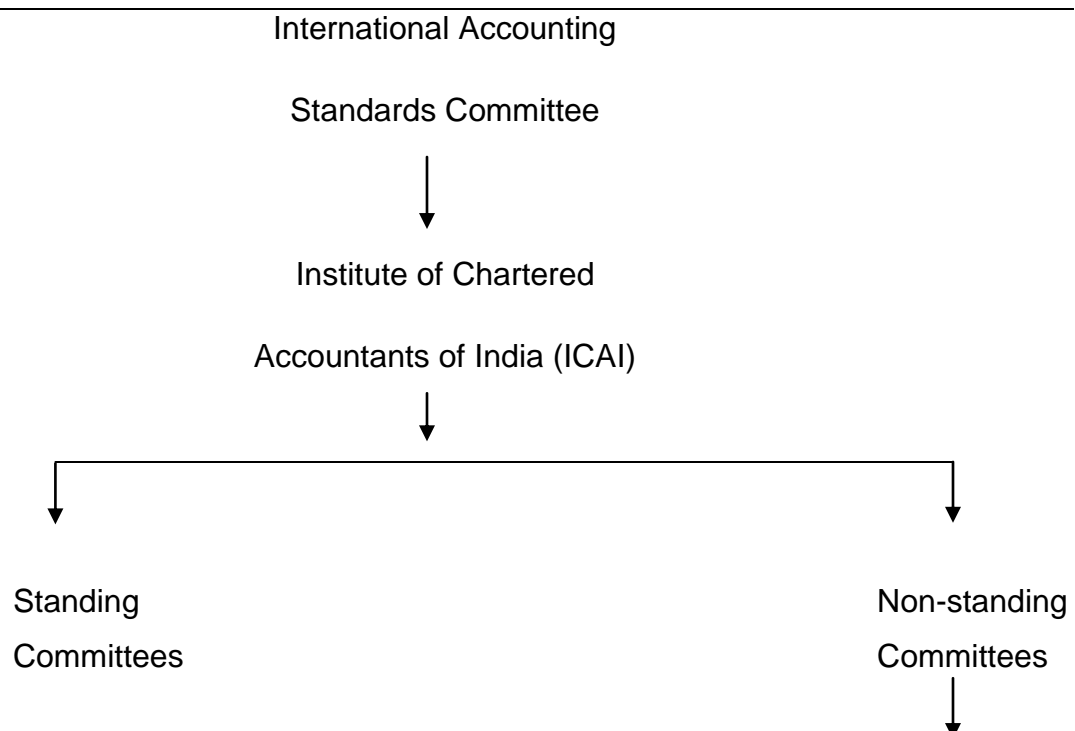 International Accounting
Standards Committee
Institute of Chartered
Accountants of India (ICAI)
Standing
Committees
Non-standing
Committees